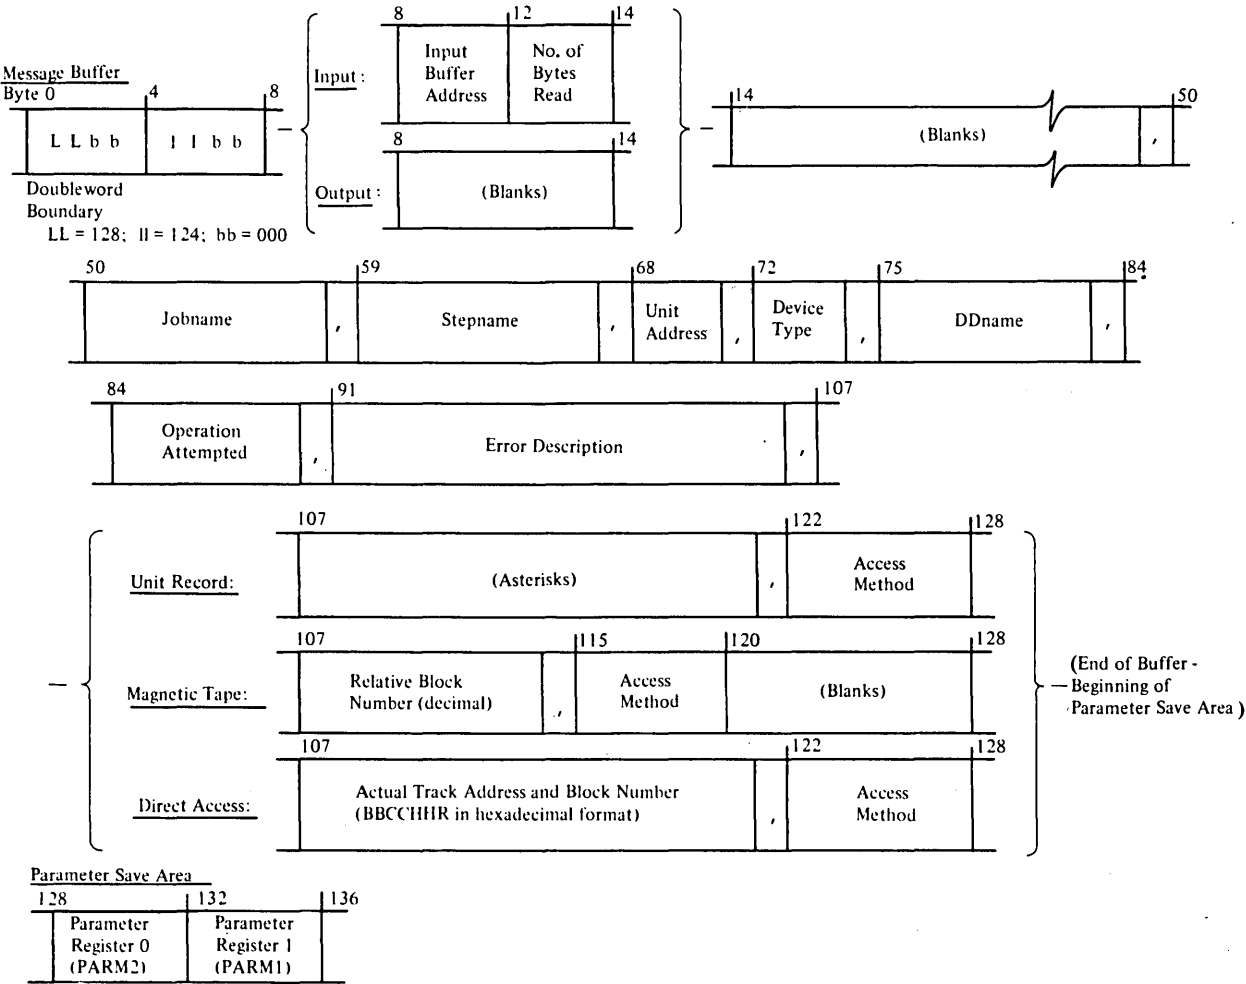 8 12 14
Input :
Input Buffer Address
No. of Bytes Read
Message Buffer
Byte 0 4 8
L L b b
l l b b
Doubleword
Boundary
LL = 128; ll = 124; bb = 000
8 14
Output :
(Blanks)
14 50
(Blanks) ,
50 59 68 72 75 84
Jobname , Stepname , Unit Address , Device Type , DDname ,
84 91 107
Operation Attempted , Error Description ,
107 122 128
Unit Record:
(Asterisks) , Access Method
107 115 120 128
Magnetic Tape:
Relative Block Number (decimal) , Access Method (Blanks)
107 122 128
Direct Access:
Actual Track Address and Block Number
(BBCCHHR in hexadecimal format) , Access Method
(End of Buffer -
Beginning of
Parameter Save Area)
Parameter Save Area
128 132 136
Parameter Register 0 (PARM2)
Parameter Register 1 (PARM1)